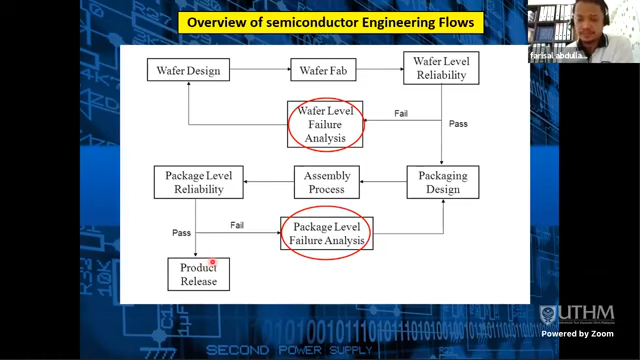 Overview of semiconductor Engineering Flows
farisal abdulla...
Wafer Design
Wafer Fab
Wafer Level
Reliability
Wafer Level
Failure
Analysis
Fail
Pass
Package Level
Reliability
Assembly
Process
Packaging
Design
Fail
Package Level
Failure Analysis
Pass
Product
Release
UTHM
Powered by Zoom
SECOND POWER SUPPLY